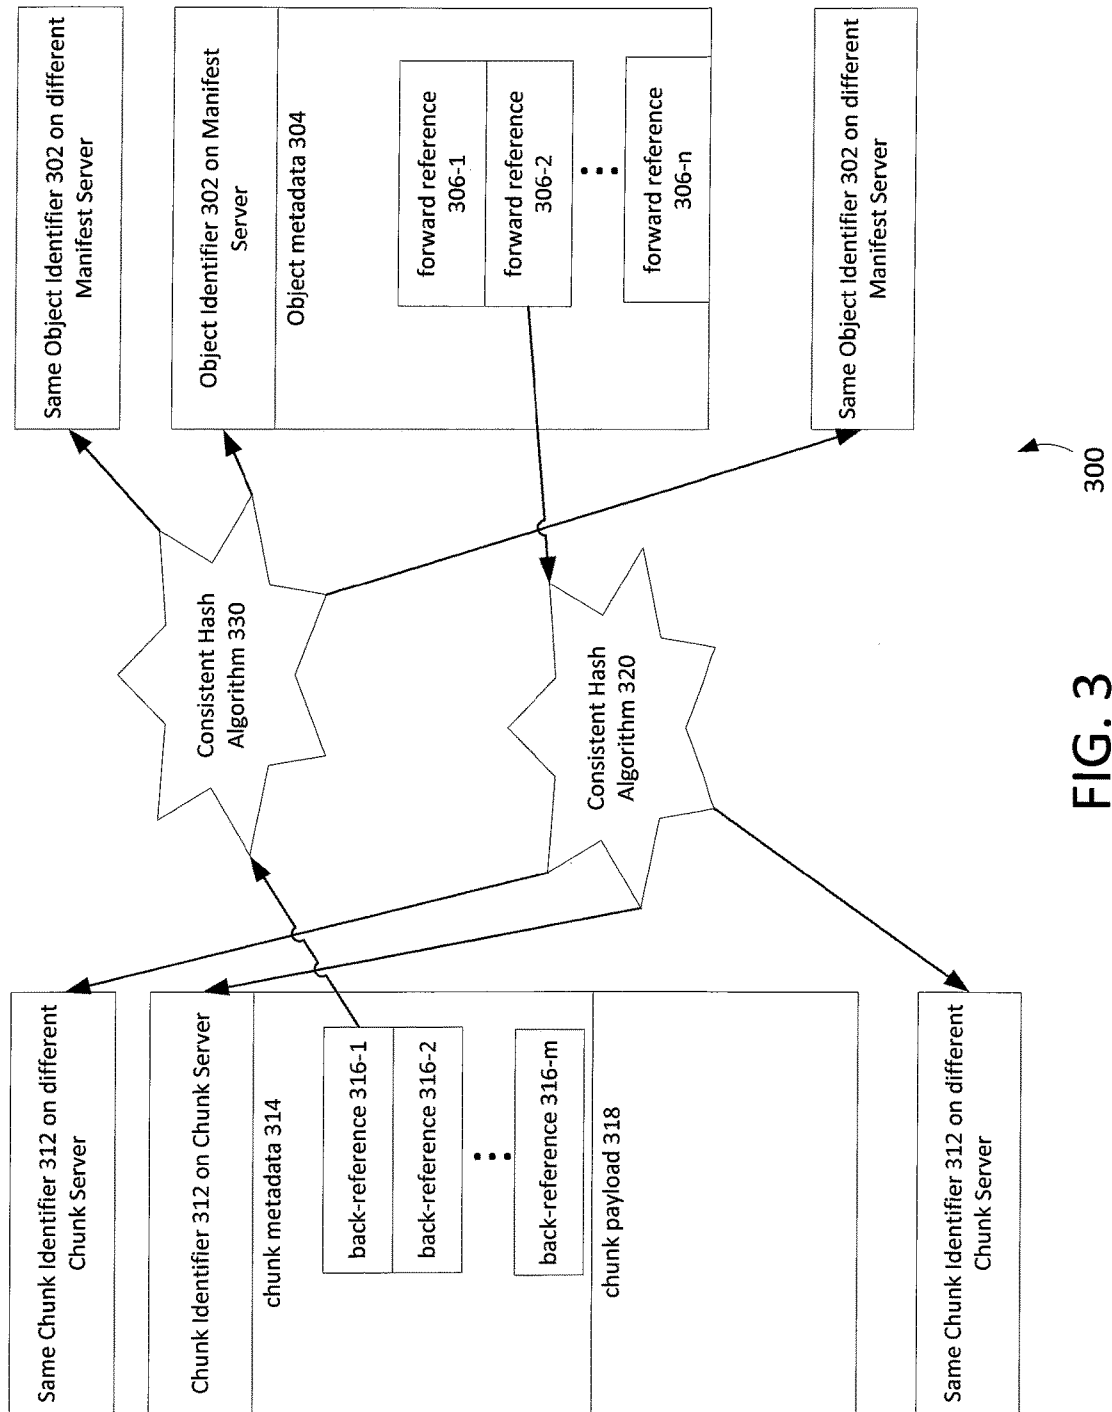 Same Object Identifier 302 on different
Manifest Server
Object Identifier 302 on Manifest
Server
Object metadata 304
forward reference
306-1
forward reference
306-2
forward reference
306-n
Same Object Identifier 302 on different
Manifest Server
Consistent Hash
Algorithm 330
Consistent Hash
Algorithm 320
Same Chunk Identifier 312 on different
Chunk Server
Chunk Identifier 312 on Chunk Server
chunk metadata 314
back-reference 316-1
back-reference 316-2
back-reference 316-m
chunk payload 318
Same Chunk Identifier 312 on different
Chunk Server
300
FIG. 3